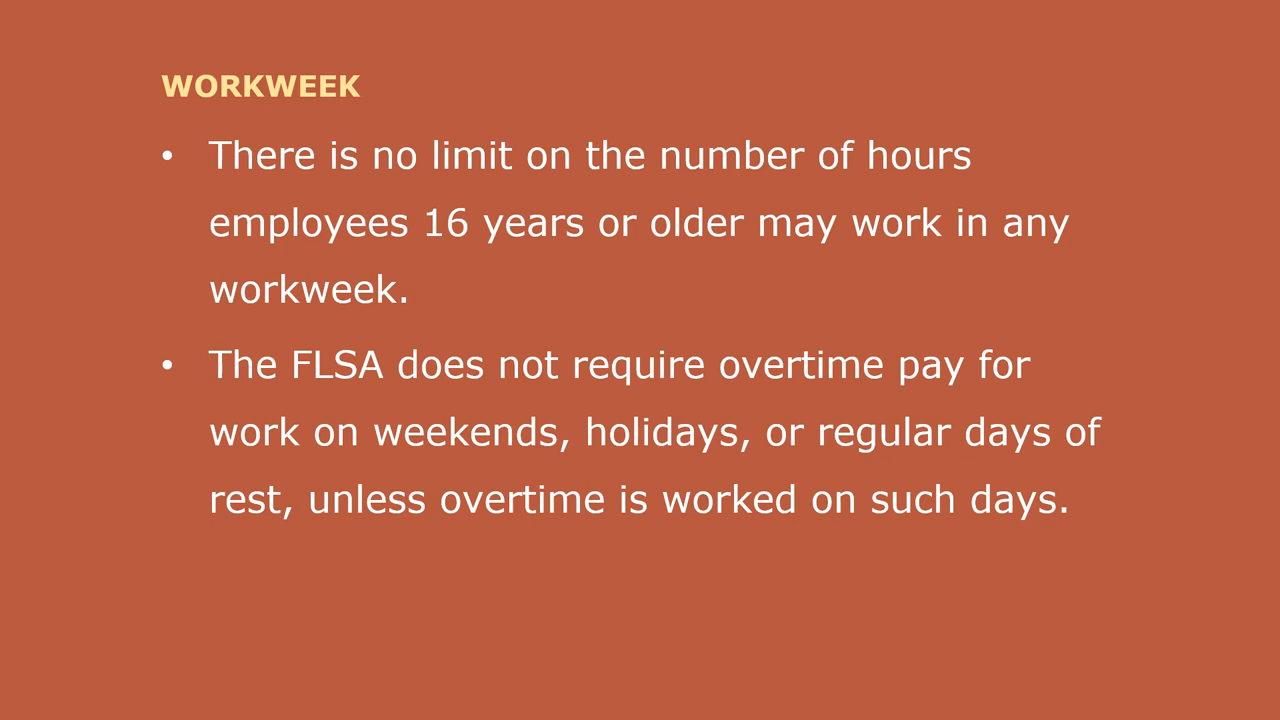 WORKWEEK
• There is no limit on the number of hours
employees 16 years or older may work in any
workweek.
• The FLSA does not require overtime pay for
work on weekends, holidays, or regular days of
rest, unless overtime is worked on such days.